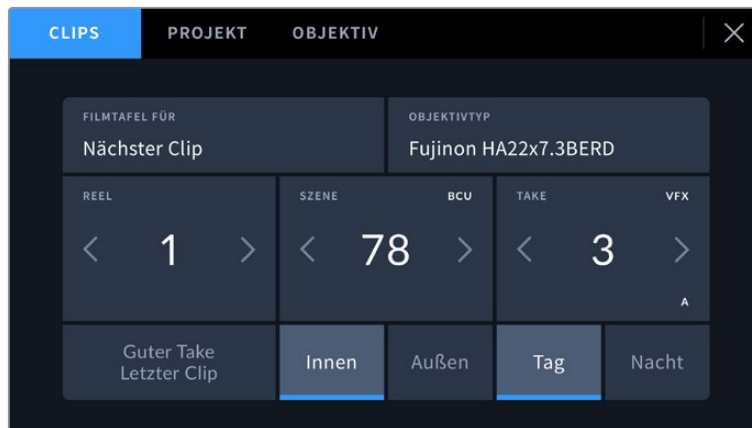 CLIPS PROJEKT OBJEKTIV
FILMTAFEL FÜR
Nächster Clip
OBJEKTIVTYP
Fujinon HA22x7.3BERD
REEL
1
SZENE BCU
78
TAKE VFX
3
A
Guter Take
Letzter Clip
Innen
Außen
Tag
Nacht